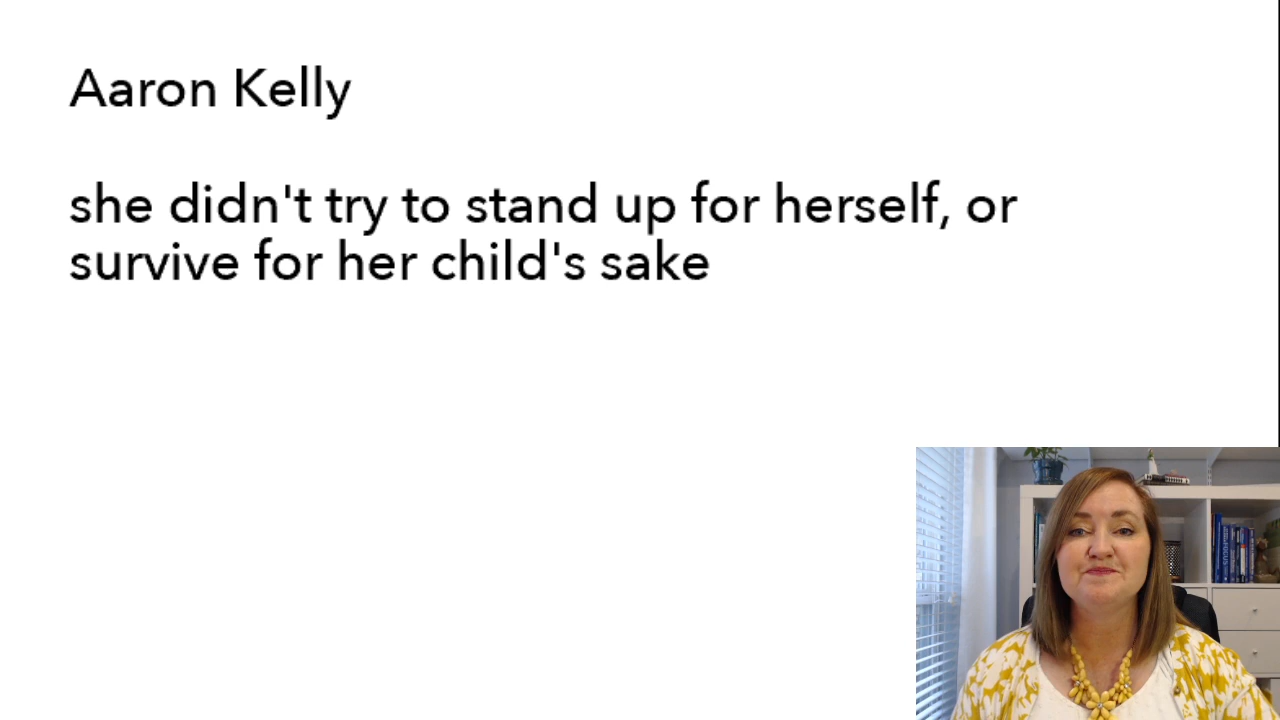 Aaron Kelly
she didn't try to stand up for herself, or
survive for her child's sake